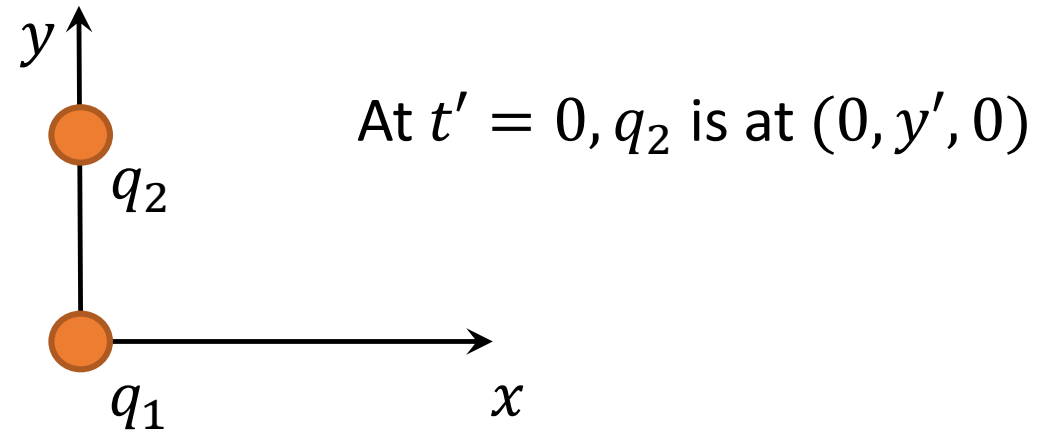 y
At t′ = 0, q₂ is at (0, y′, 0)
q₂
x
q₁